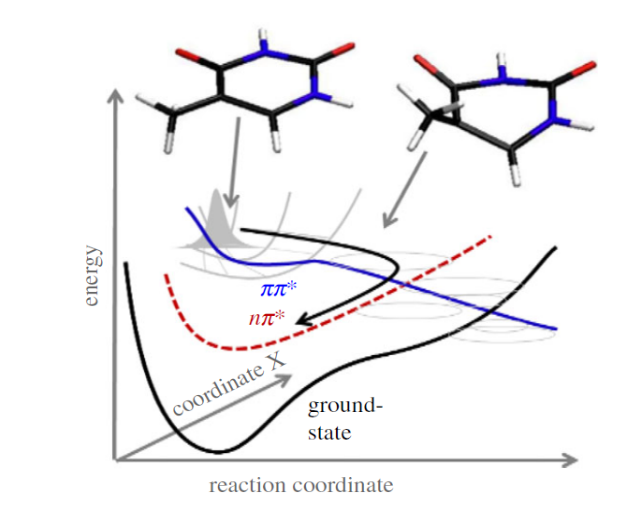 energy
ππ*
nπ*
coordinate X
ground-
state
reaction coordinate